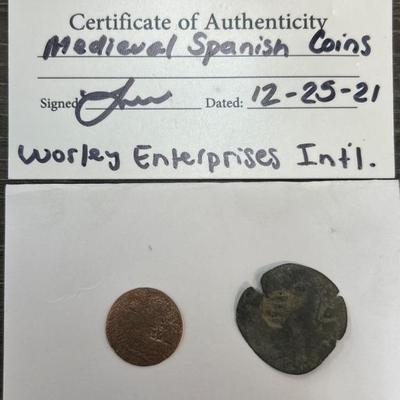 Certificate of Authenticity
Medieval Spanish Coins
Signed Dated: 12-25-21
Worley Enterprises Int'l.